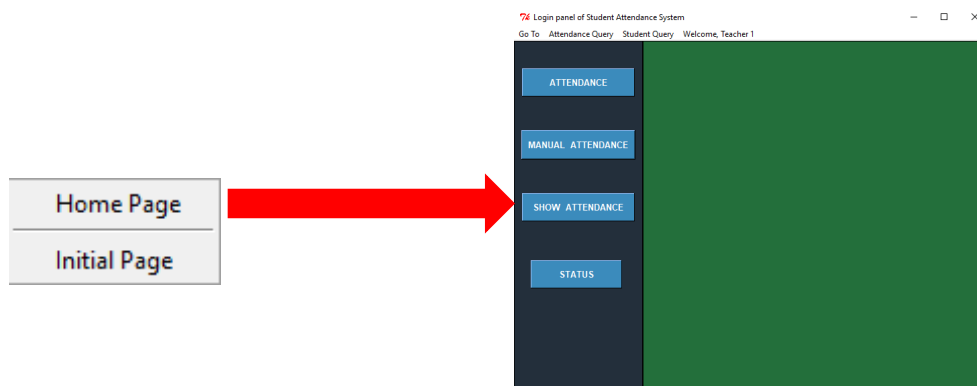 Home Page
Initial Page
Login panel of Student Attendance System
Go To Attendance Query Student Query Welcome, Teacher 1
ATTENDANCE
MANUAL ATTENDANCE
SHOW ATTENDANCE
STATUS